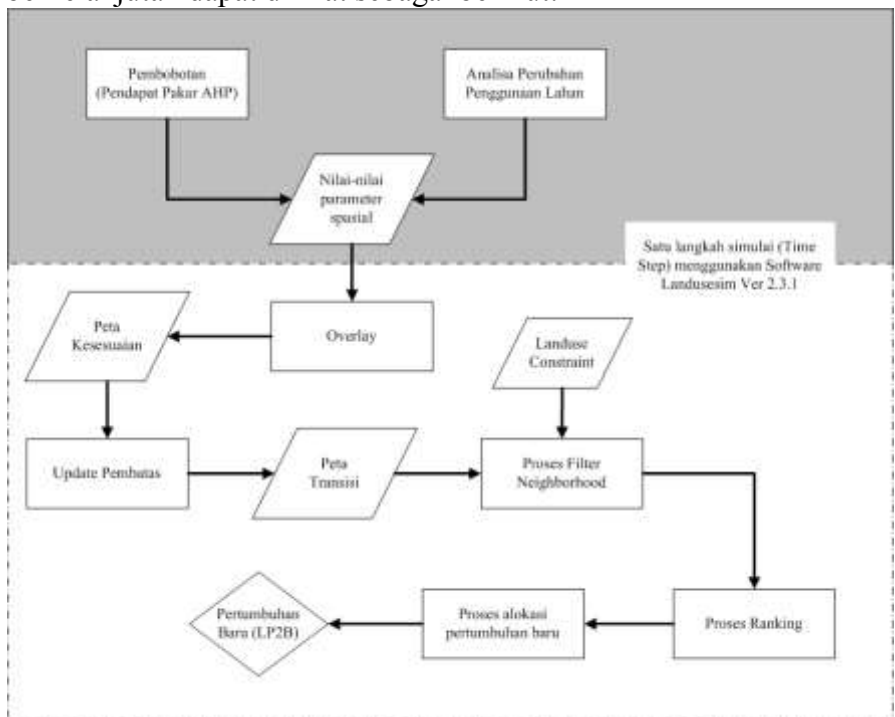 Pembobotan
(Pendapat Pakar AHP)
Analisa Perubahan
Penggunaan Lahan
Nilai-nilai
parameter
spasial
Satu langkah simulai (Time
Step) menggunakan Software
Landusesim Ver 2.3.1
Peta
Kesesuaian
Overlay
Landuse
Constraint
Update Pembatas
Peta
Transisi
Proses Filter
Neighborhood
Pertumbuhan
Baru (LP2B)
Proses alokasi
pertumbuhan baru
Proses Ranking